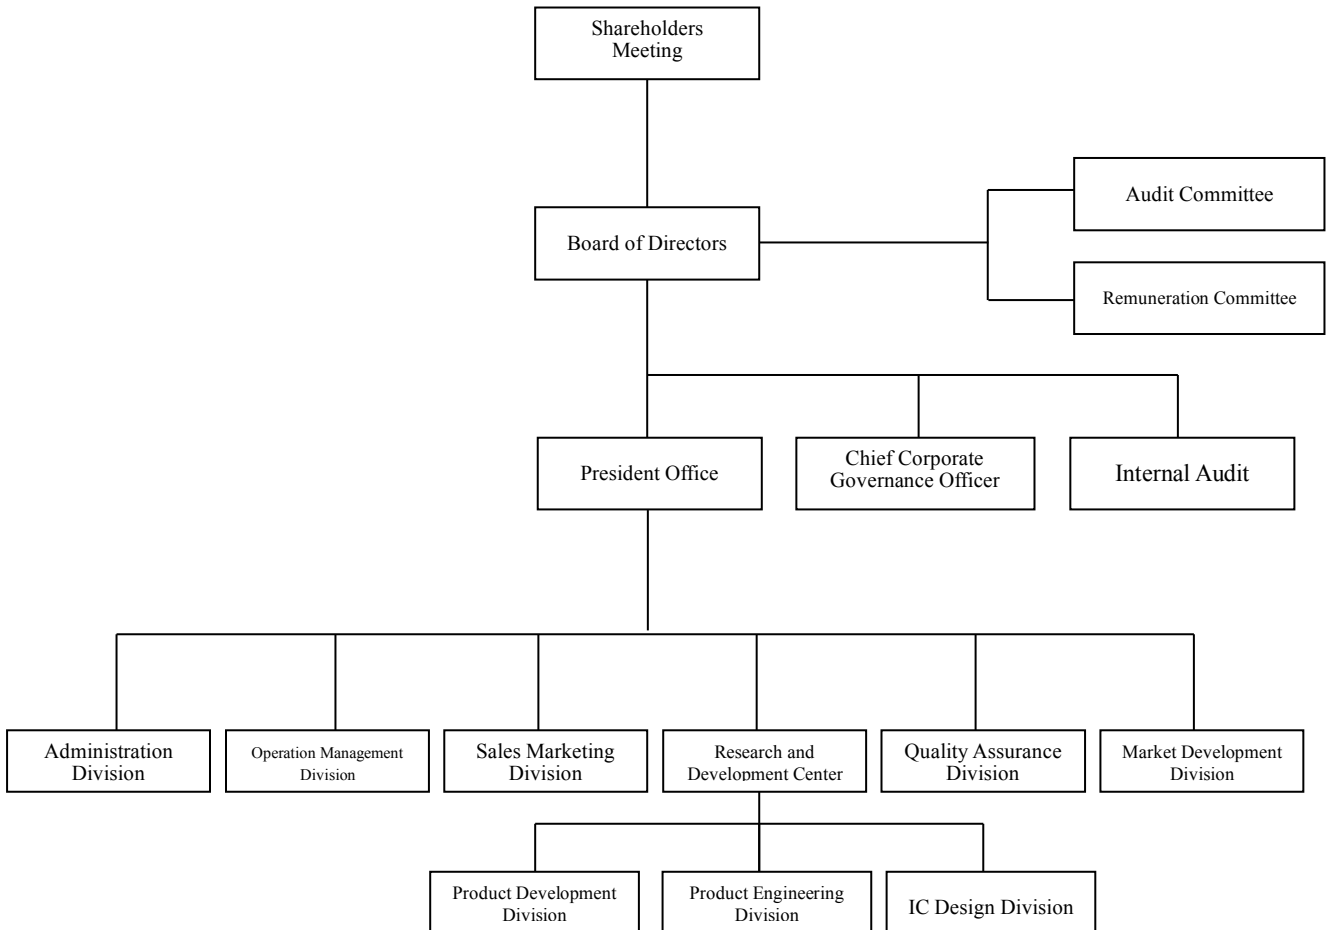 Shareholders
Meeting
Audit Committee
Board of Directors
Remuneration Committee
President Office
Chief Corporate
Governance Officer
Internal Audit
Administration
Division
Operation Management
Division
Sales Marketing
Division
Research and
Development Center
Quality Assurance
Division
Market Development
Division
Product Development
Division
Product Engineering
Division
IC Design Division